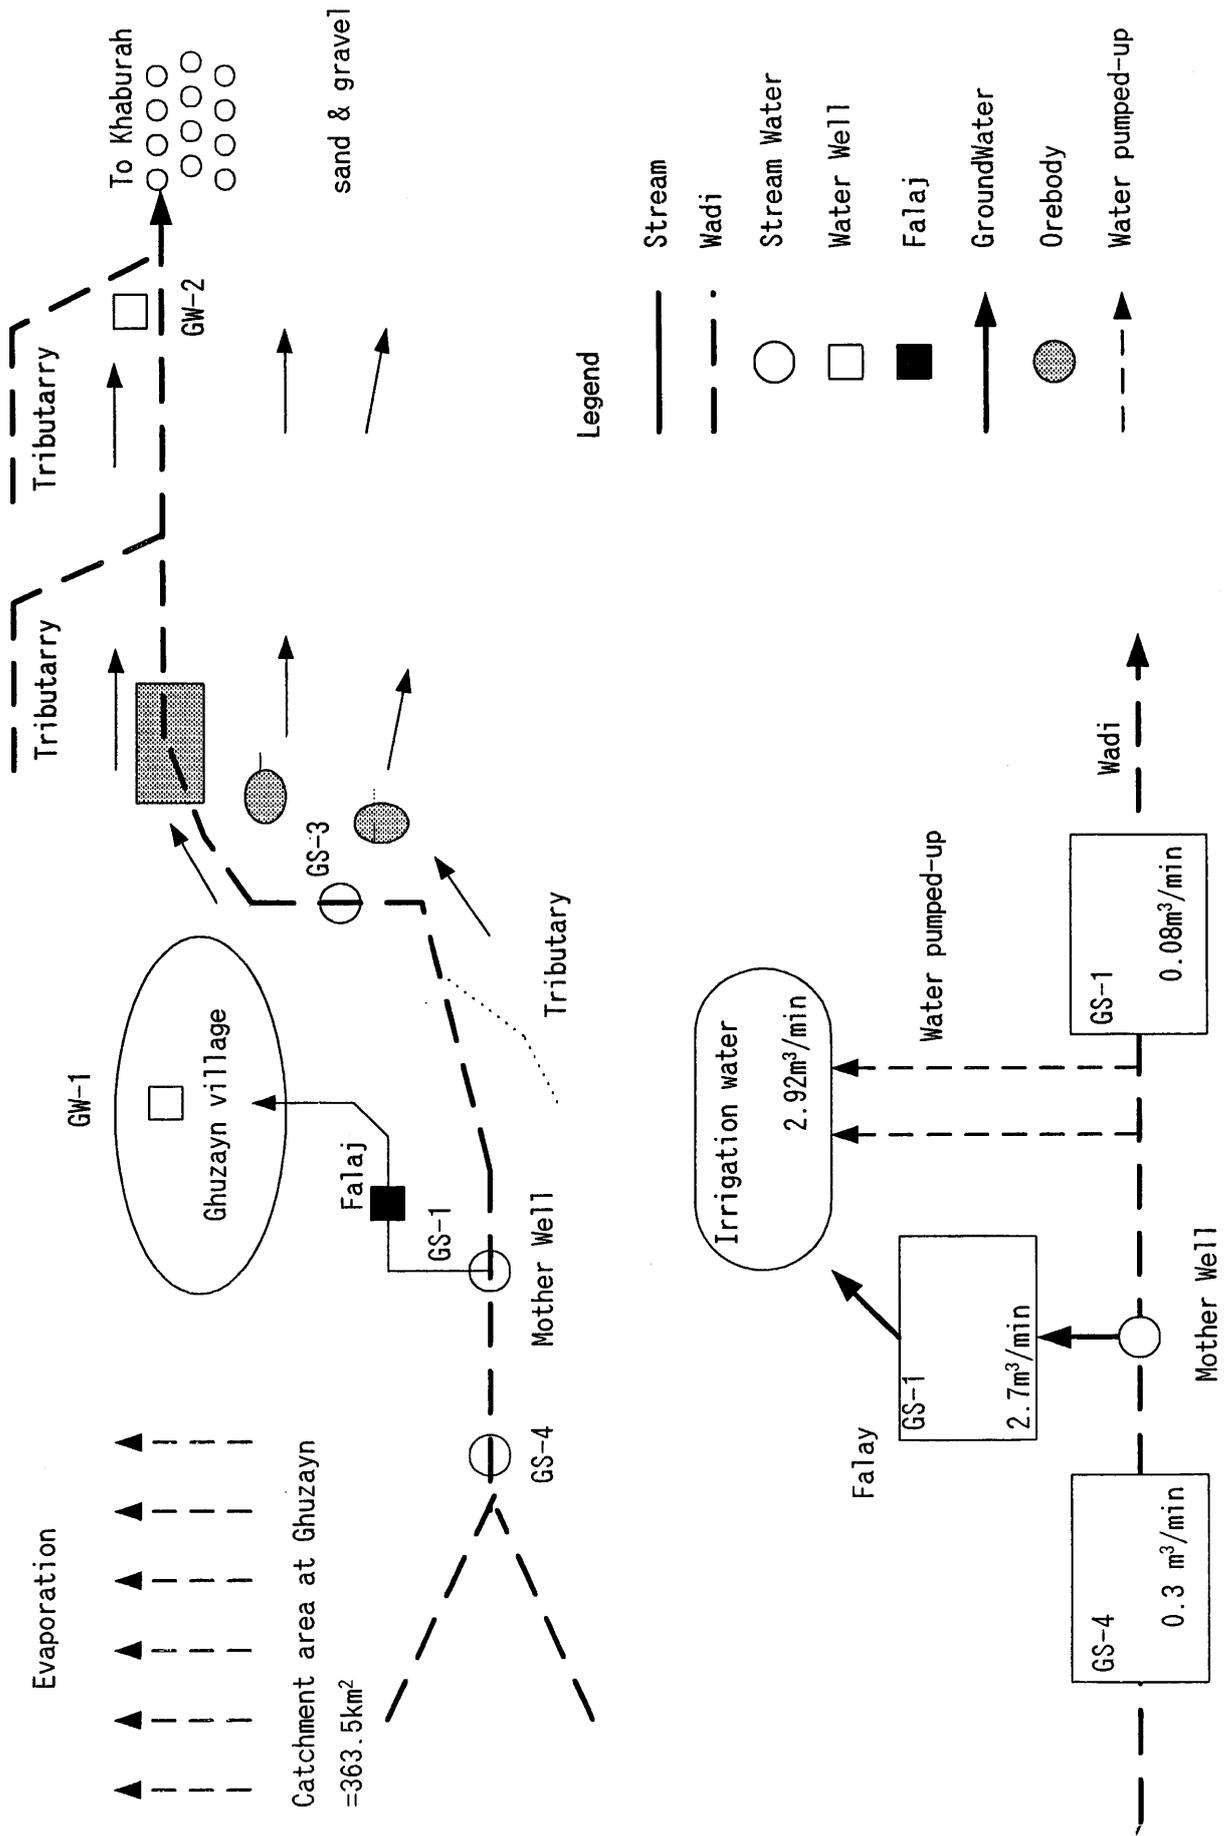 Evaporation
Catchment area at Ghuzayn
=363.5km²
GW-1
Ghuzayn village
Falaj
GS-1
Mother Well
GS-4
Tributary
GS-3
Tributarry
Tributarry
GW-2
To Khaburah
sand & gravel
GS-4
0.3 m³/min
Falay
GS-1
2.7m³/min
Mother Well
Irrigation water
2.92m³/min
Water pumped-up
GS-1
0.08m³/min
Wadi
Legend
Stream
Wadi
Stream Water
Water Well
Falaj
GroundWater
Orebody
Water pumped-up